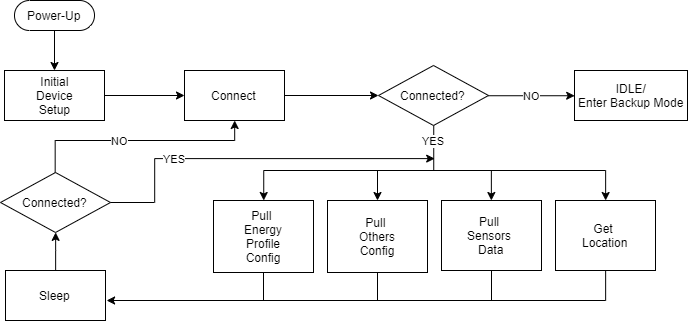 Power-Up
Initial
Device
Setup
Connect
Connected?
NO
IDLE/
Enter Backup Mode
YES
NO
YES
Connected?
Pull
Energy
Profile
Config
Pull
Others
Config
Pull
Sensors
Data
Get
Location
Sleep